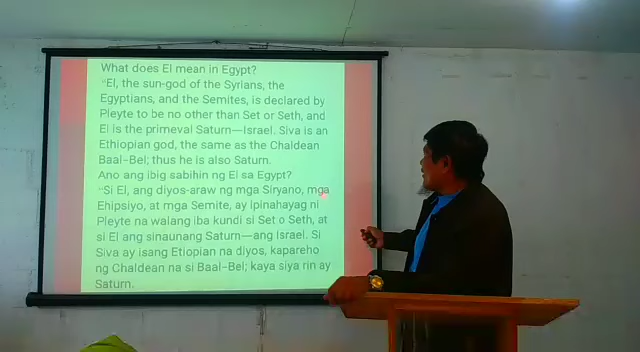 What does El mean in Egypt?
"El, the sun-god of the Syrians, the
Egyptians, and the Semites, is declared by
Pleyte to be no other than Set or Seth, and
El is the primeval Saturn—Israel. Siva is an
Ethiopian god, the same as the Chaldean
Baal-Bel; thus he is also Saturn.
Ano ang ibig sabihin ng El sa Egypt?
"Si El, ang diyos-araw ng mga Siryano, mga
Ehipsiyo, at mga Semite, ay ipinahayag ni
Pleyte na walang iba kundi si Set o Seth, at
si El ang sinaunang Saturn—ang Israel. Si
Siva ay isang Etiopian na diyos, kapareho
ng Chaldean na si Baal-Bel; kaya siya rin ay
Saturn.